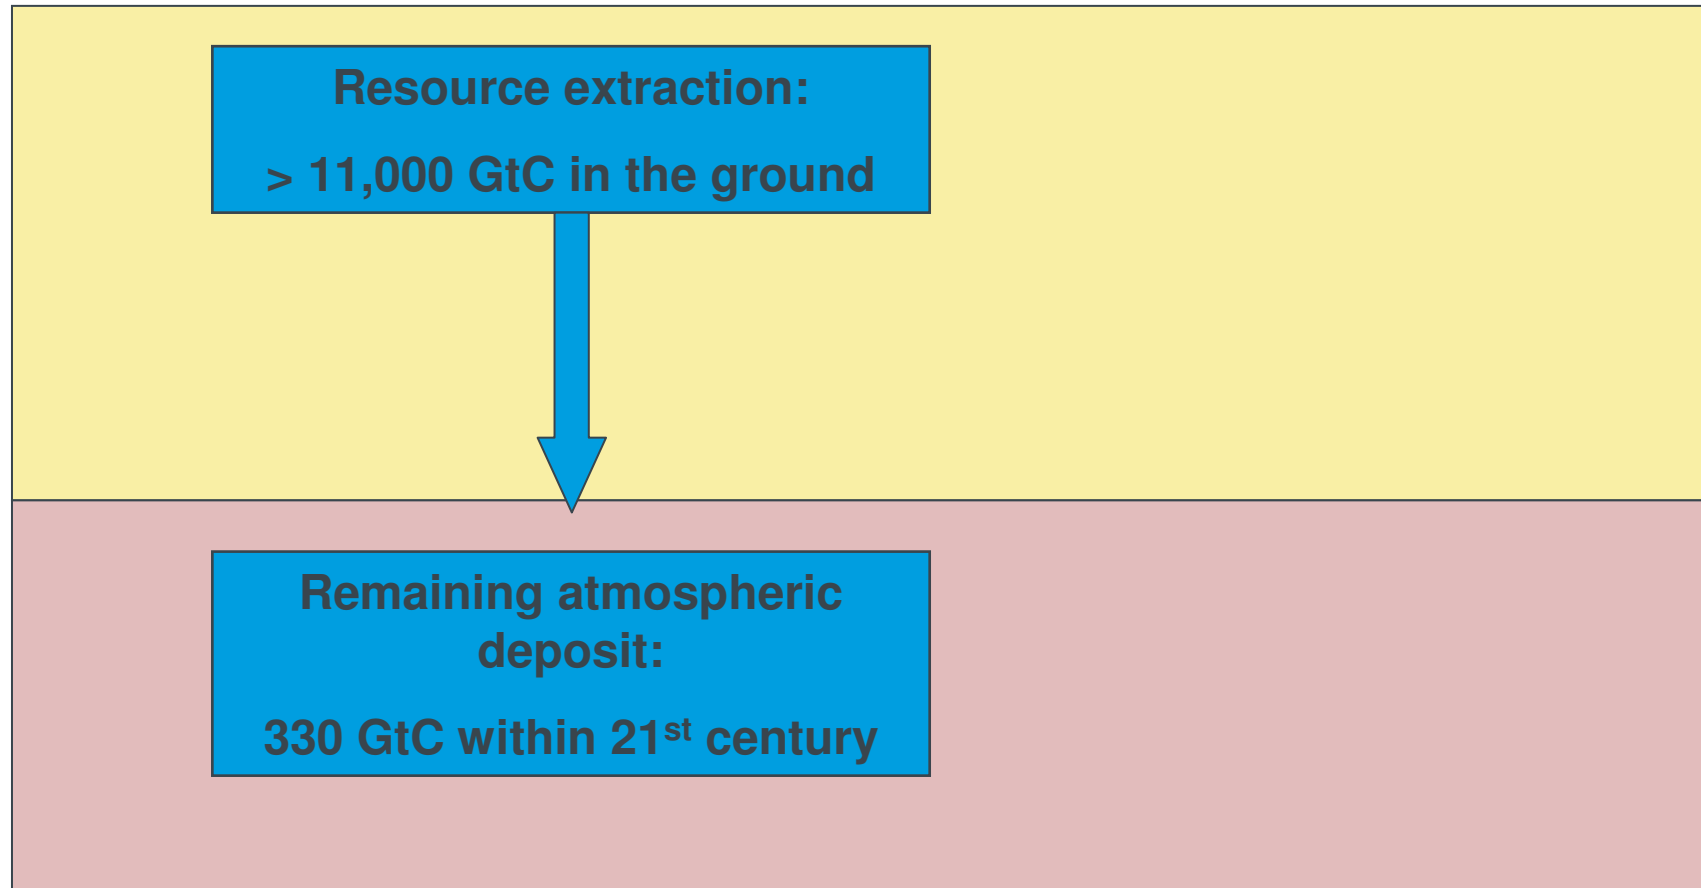 Resource extraction:
> 11,000 GtC in the ground
Remaining atmospheric
deposit:
330 GtC within 21st century